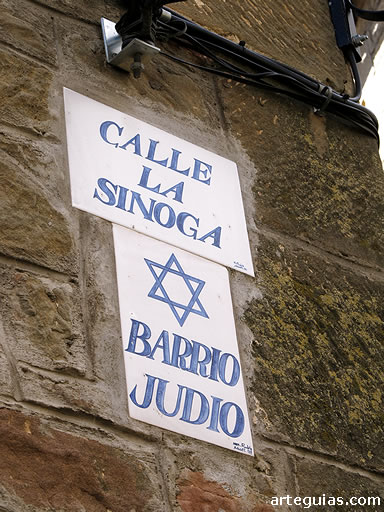 CALLE
LA
SINOGA
BARRIO
JUDIO
arteguias.com